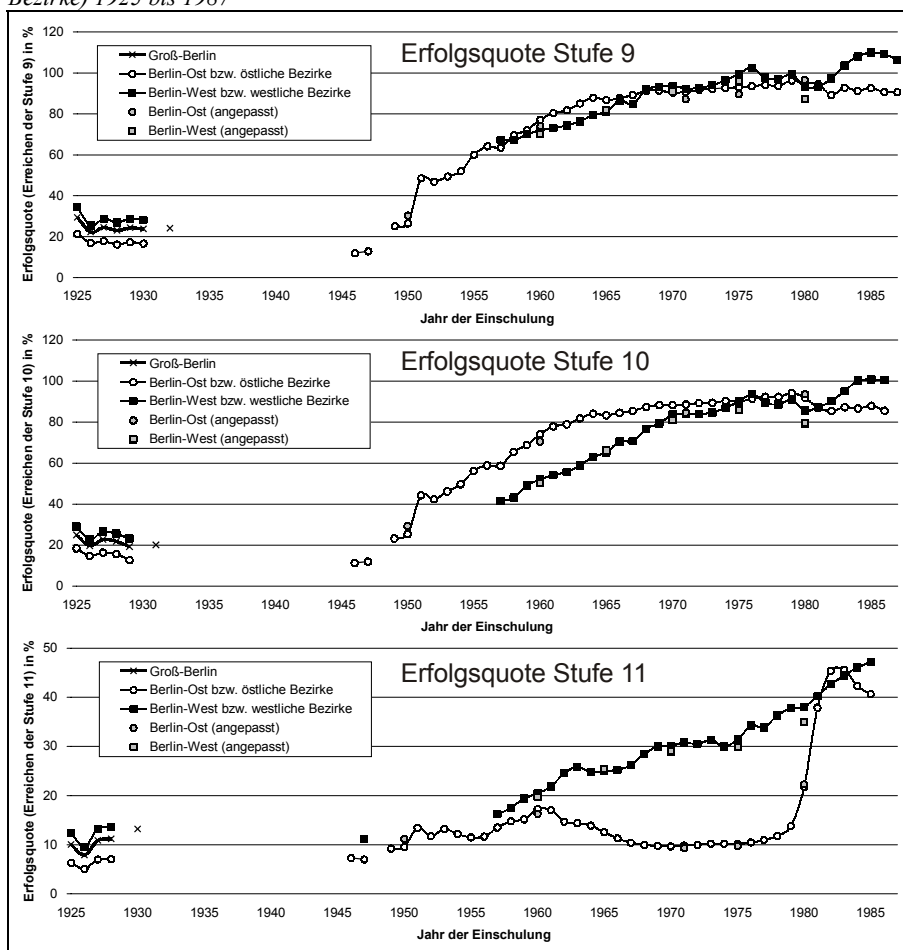 Bezirke) 1925 bis 1987
Erfolgsquote Stufe 9
Erfolgsquote (Erreichen der Stufe 9) in %
120
100
80
60
40
20
0
Groß-Berlin
Berlin-Ost bzw. östliche Bezirke
Berlin-West bzw. westliche Bezirke
Berlin-Ost (angepasst)
Berlin-West (angepasst)
1925 1930 1935 1940 1945 1950 1955 1960 1965 1970 1975 1980 1985
Jahr der Einschulung
Erfolgsquote Stufe 10
Erfolgsquote (Erreichen der Stufe 10) in %
120
100
80
60
40
20
0
Groß-Berlin
Berlin-Ost bzw. östliche Bezirke
Berlin-West bzw. westliche Bezirke
Berlin-Ost (angepasst)
Berlin-West (angepasst)
1925 1930 1935 1940 1945 1950 1955 1960 1965 1970 1975 1980 1985
Jahr der Einschulung
Erfolgsquote Stufe 11
Erfolgsquote (Erreichen der Stufe 11) in %
50
40
30
20
10
0
Groß-Berlin
Berlin-Ost bzw. östliche Bezirke
Berlin-West bzw. westliche Bezirke
Berlin-Ost (angepasst)
Berlin-West (angepasst)
1925 1930 1935 1940 1945 1950 1955 1960 1965 1970 1975 1980 1985
Jahr der Einschulung